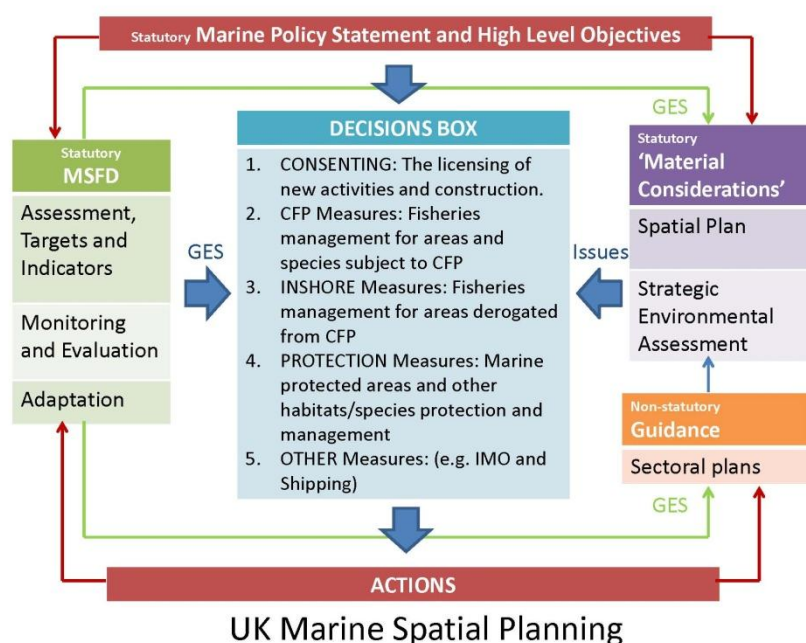 Statutory Marine Policy Statement and High Level Objectives
GES
Statutory
MSFD
Assessment,
Targets and
Indicators
Monitoring
and Evaluation
Adaptation
GES
DECISIONS BOX
1. CONSENTING: The licensing of
new activities and construction.
2. CFP Measures: Fisheries
management for areas and
species subject to CFP
3. INSHORE Measures: Fisheries
management for areas derogated
from CFP
4. PROTECTION Measures: Marine
protected areas and other
habitats/species protection and
management
5. OTHER Measures: (e.g. IMO and
Shipping)
Issues
Statutory
‘Material
Considerations’
Spatial Plan
Strategic
Environmental
Assessment
Non-statutory
Guidance
Sectoral plans
GES
ACTIONS
UK Marine Spatial Planning